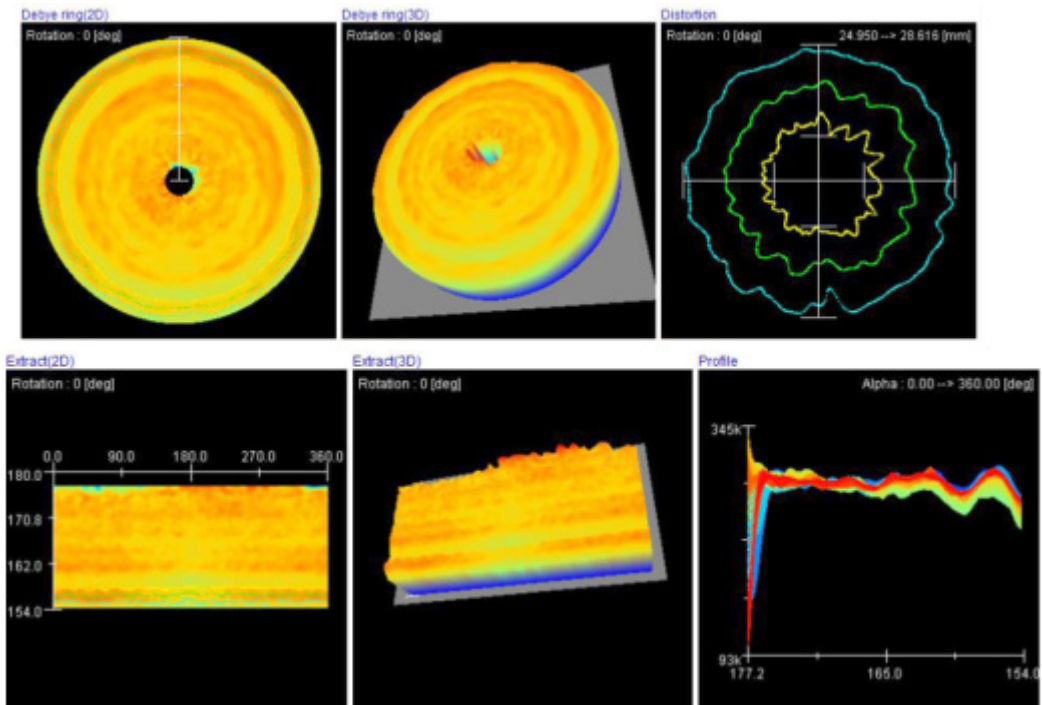 Debye ring(2D)
Debye ring(3D)
Distortion
Rotation : 0 [deg]
Rotation : 0 [deg]
Rotation : 0 [deg]
24.950 --> 28.616 [mm]
Extract(2D)
Extract(3D)
Profile
Rotation : 0 [deg]
Rotation : 0 [deg]
Alpha : 0.00 --> 360.00 [deg]
345k
0.0 90.0 180.0 270.0 360.0
180.0
170.8
162.0
154.0
93k
177.2 165.0 154.0